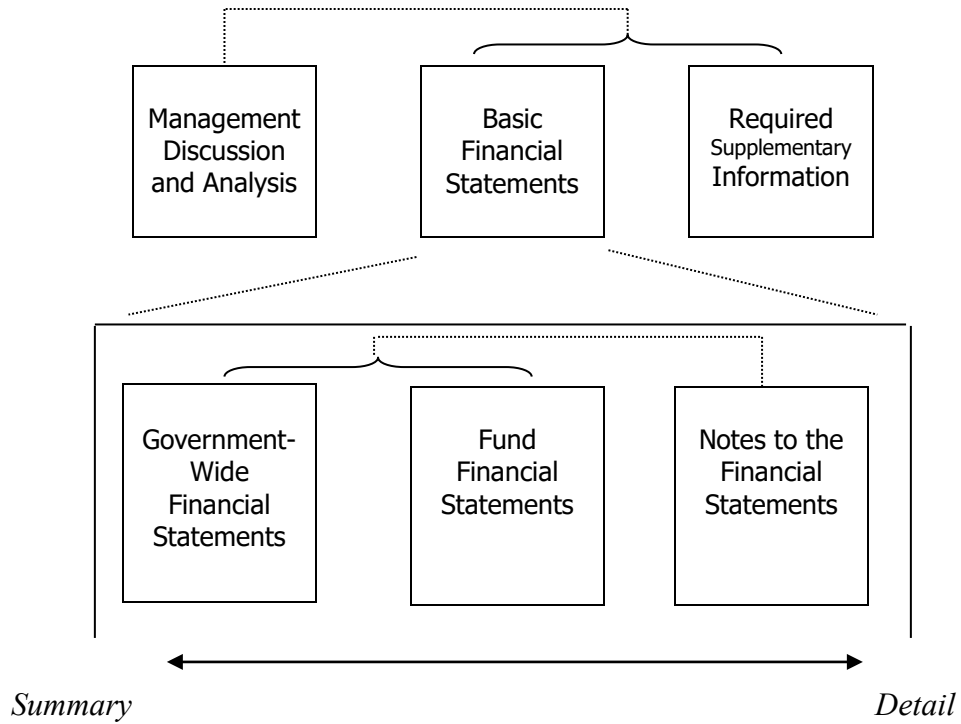 Management
Discussion
and Analysis
Basic
Financial
Statements
Required
Supplementary
Information
Government-
Wide
Financial
Statements
Fund
Financial
Statements
Notes to the
Financial
Statements
Summary
Detail